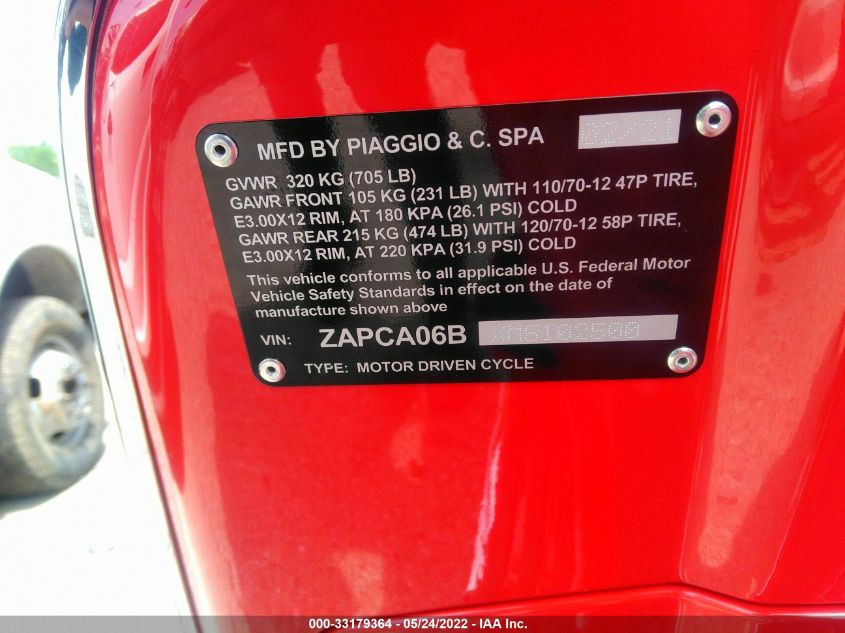 MFD BY PIAGGIO & C. SPA 02/21
GVWR 320 KG (705 LB)
GAWR FRONT 105 KG (231 LB) WITH 110/70-12 47P TIRE,
E3.00X12 RIM, AT 180 KPA (26.1 PSI) COLD
GAWR REAR 215 KG (474 LB) WITH 120/70-12 58P TIRE,
E3.00X12 RIM, AT 220 KPA (31.9 PSI) COLD
This vehicle conforms to all applicable U.S. Federal Motor
Vehicle Safety Standards in effect on the date of
manufacture shown above
VIN: ZAPCA06B XM5102500
TYPE: MOTOR DRIVEN CYCLE
000-33179364 - 05/24/2022 - IAA Inc.